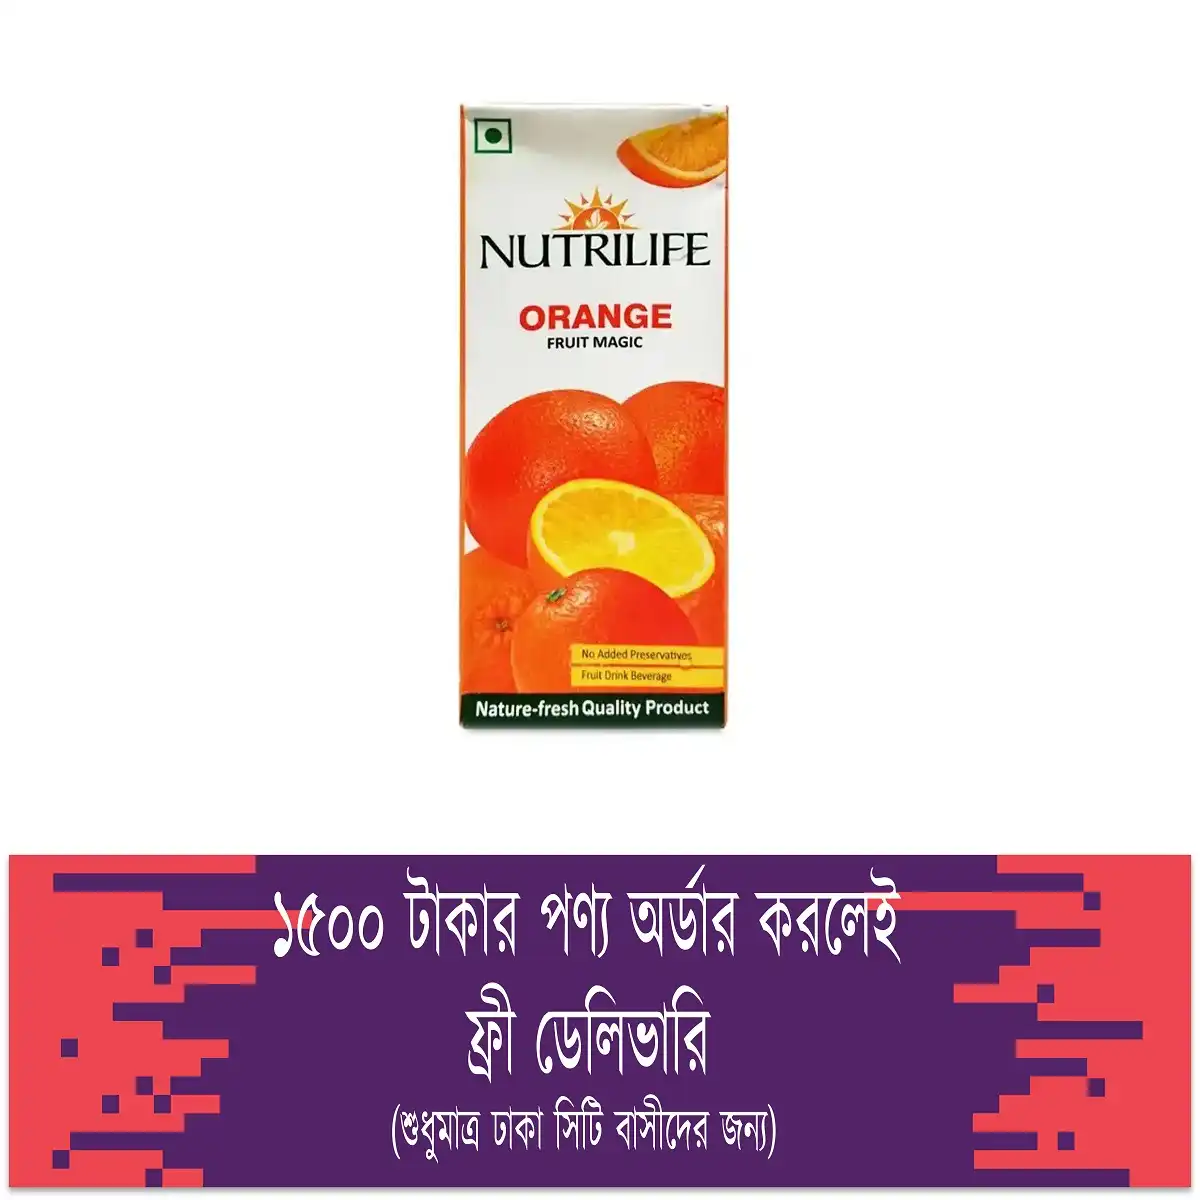 NUTRILIFE
ORANGE
FRUIT MAGIC
No Added Preservatives
Fruit Drink Beverage
Nature-fresh Quality Product
১৫০০ টাকার পণ্য অর্ডার করলেই
ফ্রী ডেলিভারি
(শুধুমাত্র ঢাকা সিটি বাসীদের জন্য)